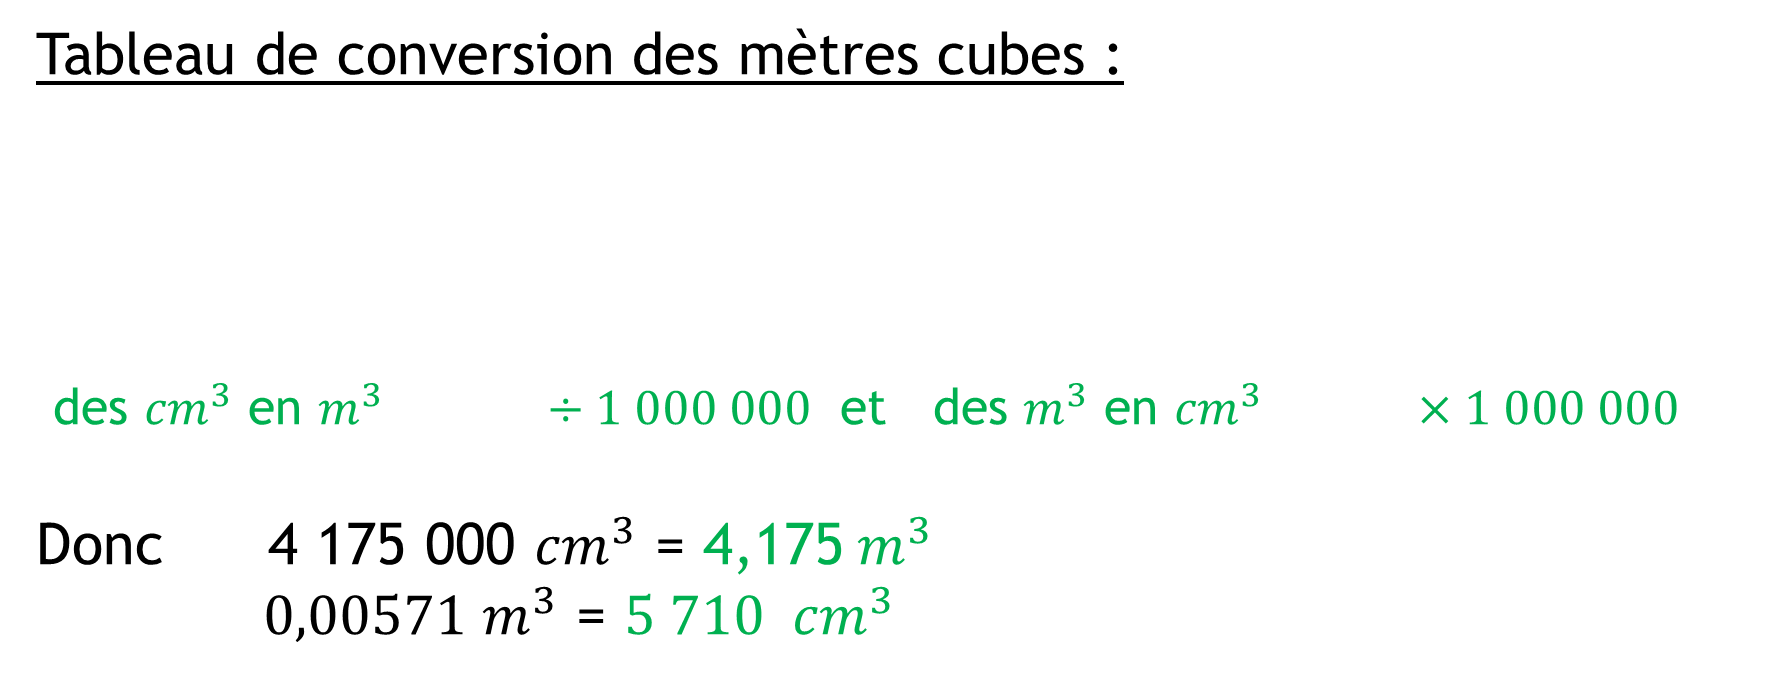 Tableau de conversion des mètres cubes :
des cm³ en m³ ÷ 1 000 000 et des m³ en cm³ × 1 000 000
Donc 4 175 000 cm³ = 4,175 m³
0,00571 m³ = 5 710 cm³